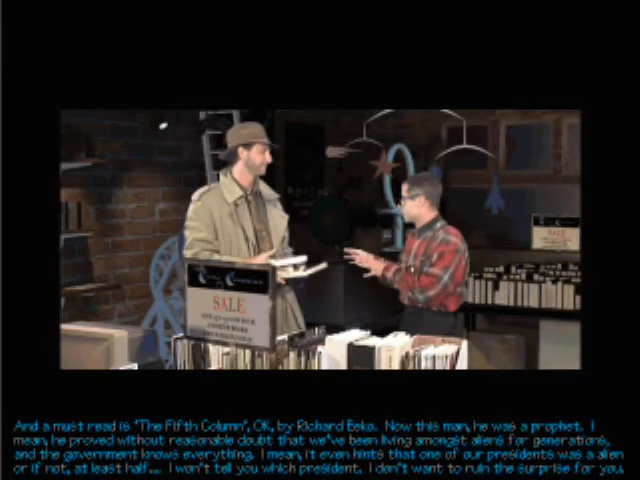 SALE
SALE
And a must read is 'The Fifth Column', OK, by Richard Eeko. Now this man, he was a prophet. I
mean, he proved without reasonable doubt that we've been living amongst aliens for generations,
and the government knows everything. I mean, it even hints that one of our presidents was a alien
or if not, at least half... I won't tell you which president. I don't want to ruin the surprise for you.